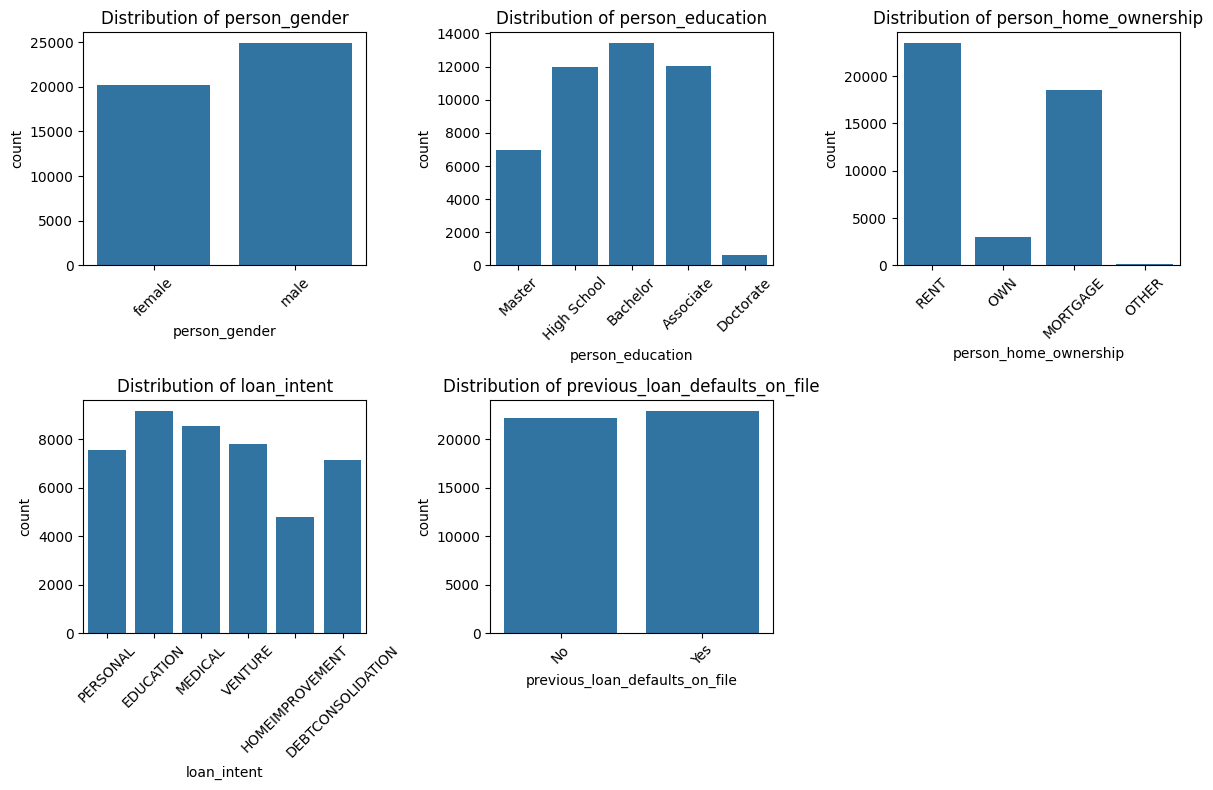 Distribution of person_gender
count
25000
20000
15000
10000
5000
0
female
male
person_gender
Distribution of person_education
count
14000
12000
10000
8000
6000
4000
2000
0
Master
High School
Bachelor
Associate
Doctorate
person_education
Distribution of person_home_ownership
count
20000
15000
10000
5000
0
RENT
OWN
MORTGAGE
OTHER
person_home_ownership
Distribution of loan_intent
count
8000
6000
4000
2000
0
PERSONAL
EDUCATION
MEDICAL
VENTURE
HOMEIMPROVEMENT
DEBTCONSOLIDATION
loan_intent
Distribution of previous_loan_defaults_on_file
count
20000
15000
10000
5000
0
No
Yes
previous_loan_defaults_on_file